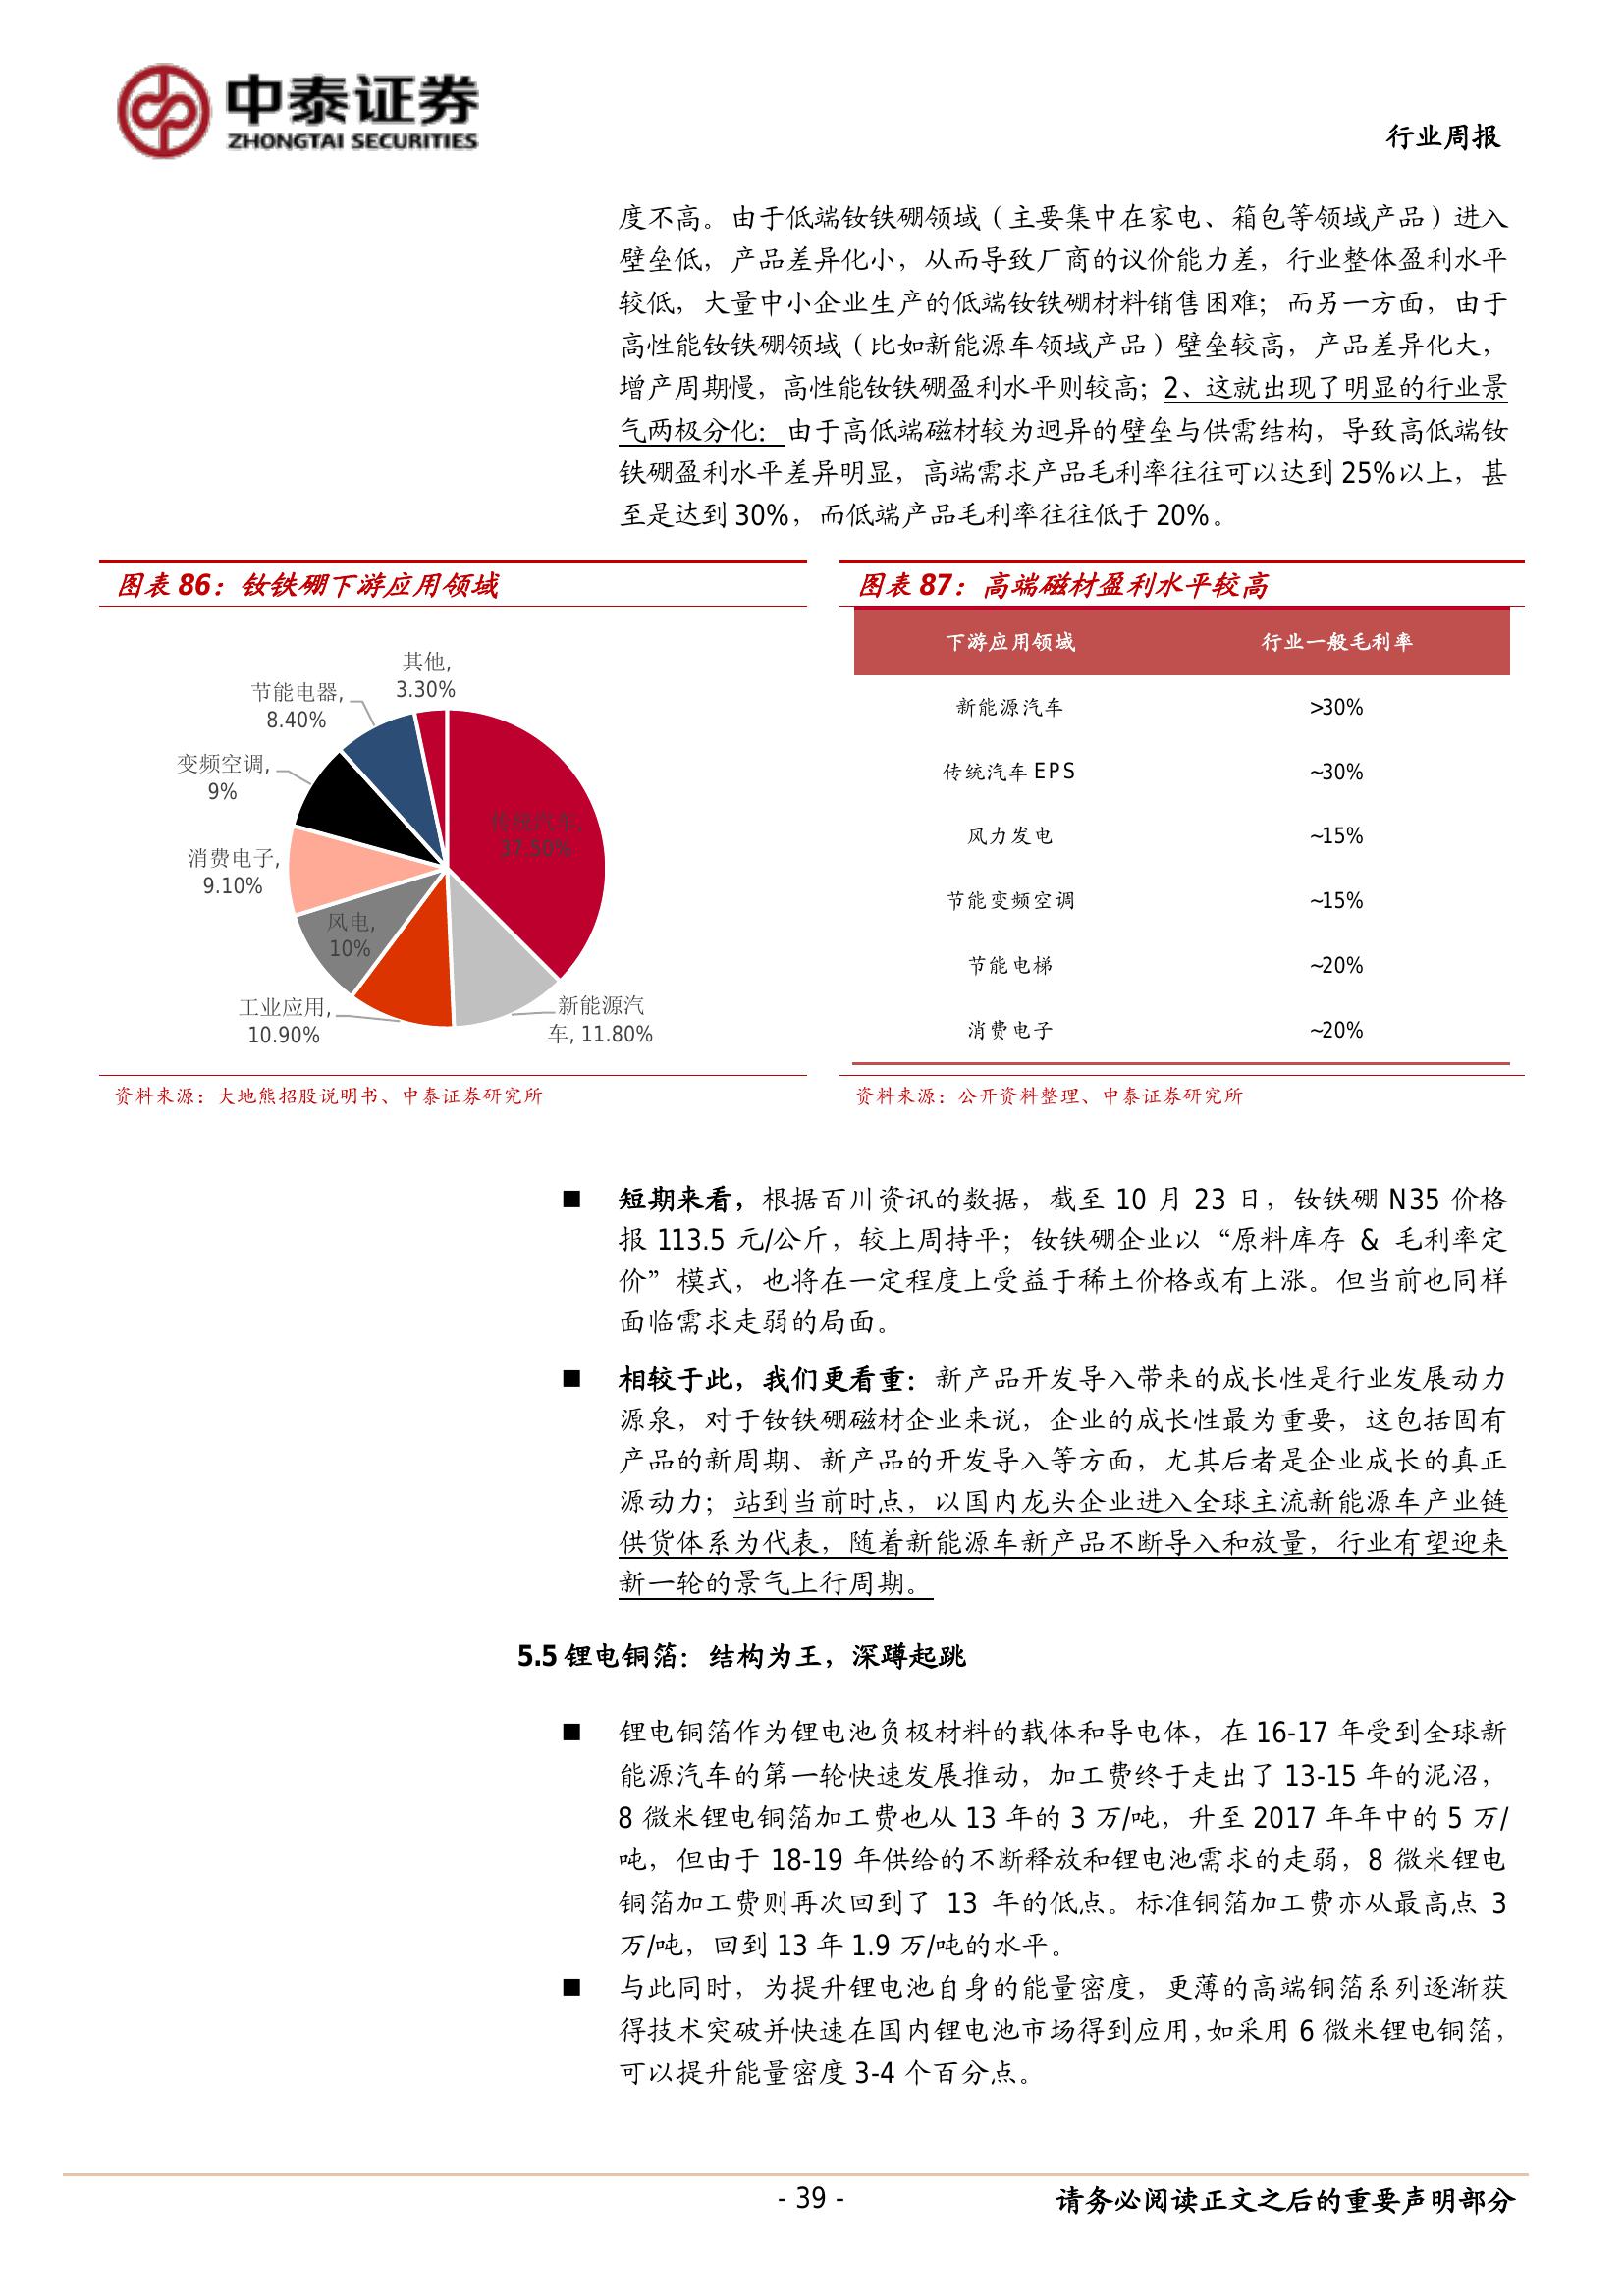 中泰证券
ZHONGTAI SECURITIES
行业周报
度不高。由于低端钕铁硼领域（主要集中在家电、箱包等领域产品）进入
壁垒低，产品差异化小，从而导致厂商的议价能力差，行业整体盈利水平
较低，大量中小企业生产的低端钕铁硼材料销售困难；而另一方面，由于
高性能钕铁硼领域（比如新能源车领域产品）壁垒较高，产品差异化大，
增产周期慢，高性能钕铁硼盈利水平则较高；2、这就出现了明显的行业景
气两极分化：由于高低端磁材较为迥异的壁垒与供需结构，导致高低端钕
铁硼盈利水平差异明显，高端需求产品毛利率往往可以达到 25%以上，甚
至是达到 30%，而低端产品毛利率往往低于 20%。
图表 86：钕铁硼下游应用领域
其他,
3.30%
节能电器,
8.40%
变频空调,
9%
传统汽车,
37.50%
消费电子,
9.10%
风电,
10%
工业应用,
10.90%
新能源汽
车, 11.80%
资料来源：大地熊招股说明书、中泰证券研究所
图表 87：高端磁材盈利水平较高
下游应用领域 行业一般毛利率
新能源汽车 >30%
传统汽车 EPS ~30%
风力发电 ~15%
节能变频空调 ~15%
节能电梯 ~20%
消费电子 ~20%
资料来源：公开资料整理、中泰证券研究所
■ 短期来看，根据百川资讯的数据，截至 10 月 23 日，钕铁硼 N35 价格
报 113.5 元/公斤，较上周持平；钕铁硼企业以“原料库存 & 毛利率定
价”模式，也将在一定程度上受益于稀土价格或有上涨。但当前也同样
面临需求走弱的局面。
■ 相较于此，我们更看重：新产品开发导入带来的成长性是行业发展动力
源泉，对于钕铁硼磁材企业来说，企业的成长性最为重要，这包括固有
产品的新周期、新产品的开发导入等方面，尤其后者是企业成长的真正
源动力；站到当前时点，以国内龙头企业进入全球主流新能源车产业链
供货体系为代表，随着新能源车新产品不断导入和放量，行业有望迎来
新一轮的景气上行周期。
5.5 锂电铜箔：结构为王，深蹲起跳
■ 锂电铜箔作为锂电池负极材料的载体和导电体，在 16-17 年受到全球新
能源汽车的第一轮快速发展推动，加工费终于走出了 13-15 年的泥沼，
8 微米锂电铜箔加工费也从 13 年的 3 万/吨，升至 2017 年年中的 5 万/
吨，但由于 18-19 年供给的不断释放和锂电池需求的走弱，8 微米锂电
铜箔加工费则再次回到了 13 年的低点。标准铜箔加工费亦从最高点 3
万/吨，回到 13 年 1.9 万/吨的水平。
■ 与此同时，为提升锂电池自身的能量密度，更薄的高端铜箔系列逐渐获
得技术突破并快速在国内锂电池市场得到应用，如采用 6 微米锂电铜箔，
可以提升能量密度 3-4 个百分点。
- 39 -
请务必阅读正文之后的重要声明部分